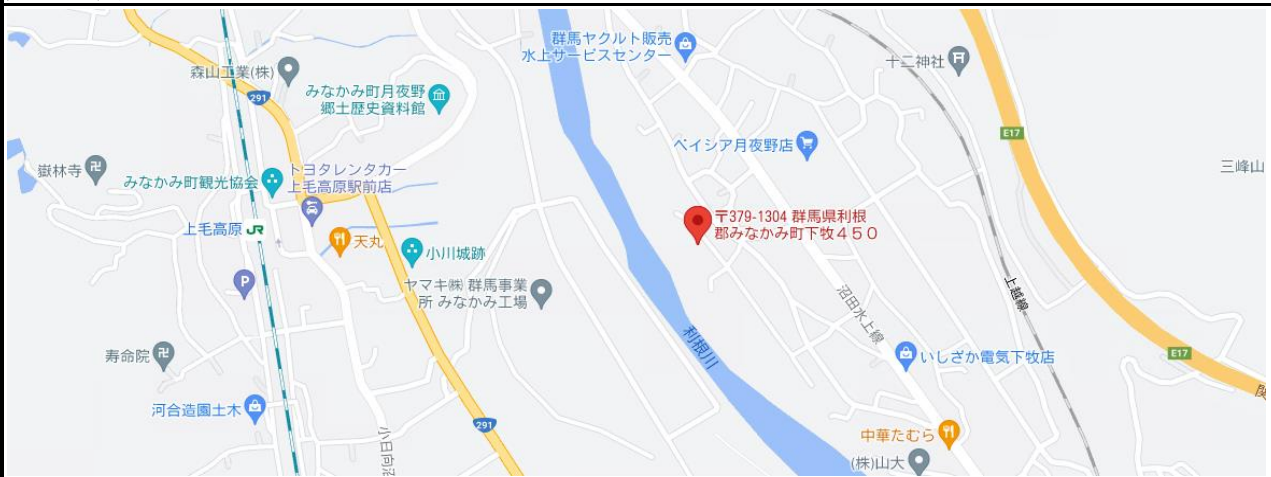 群馬ヤクルト販売
水上サービスセンター
十二神社
森山工業(株)
291
みなかみ町月夜野
郷土歴史資料館
E17
ベイシア月夜野店
三峰山
嶽林寺
トヨタレンタカー
上毛高原駅前店
みなかみ町観光協会
〒379-1304 群馬県利根
郡みなかみ町下牧４５０
上毛高原 JR
天丸
小川城跡
P
ヤマキ㈱ 群馬事業
所 みなかみ工場
上越線
沼田水上線
利根川
寿命院
いしざか電気下牧店
E17
河合造園土木
291
中華たむら
(株)山大